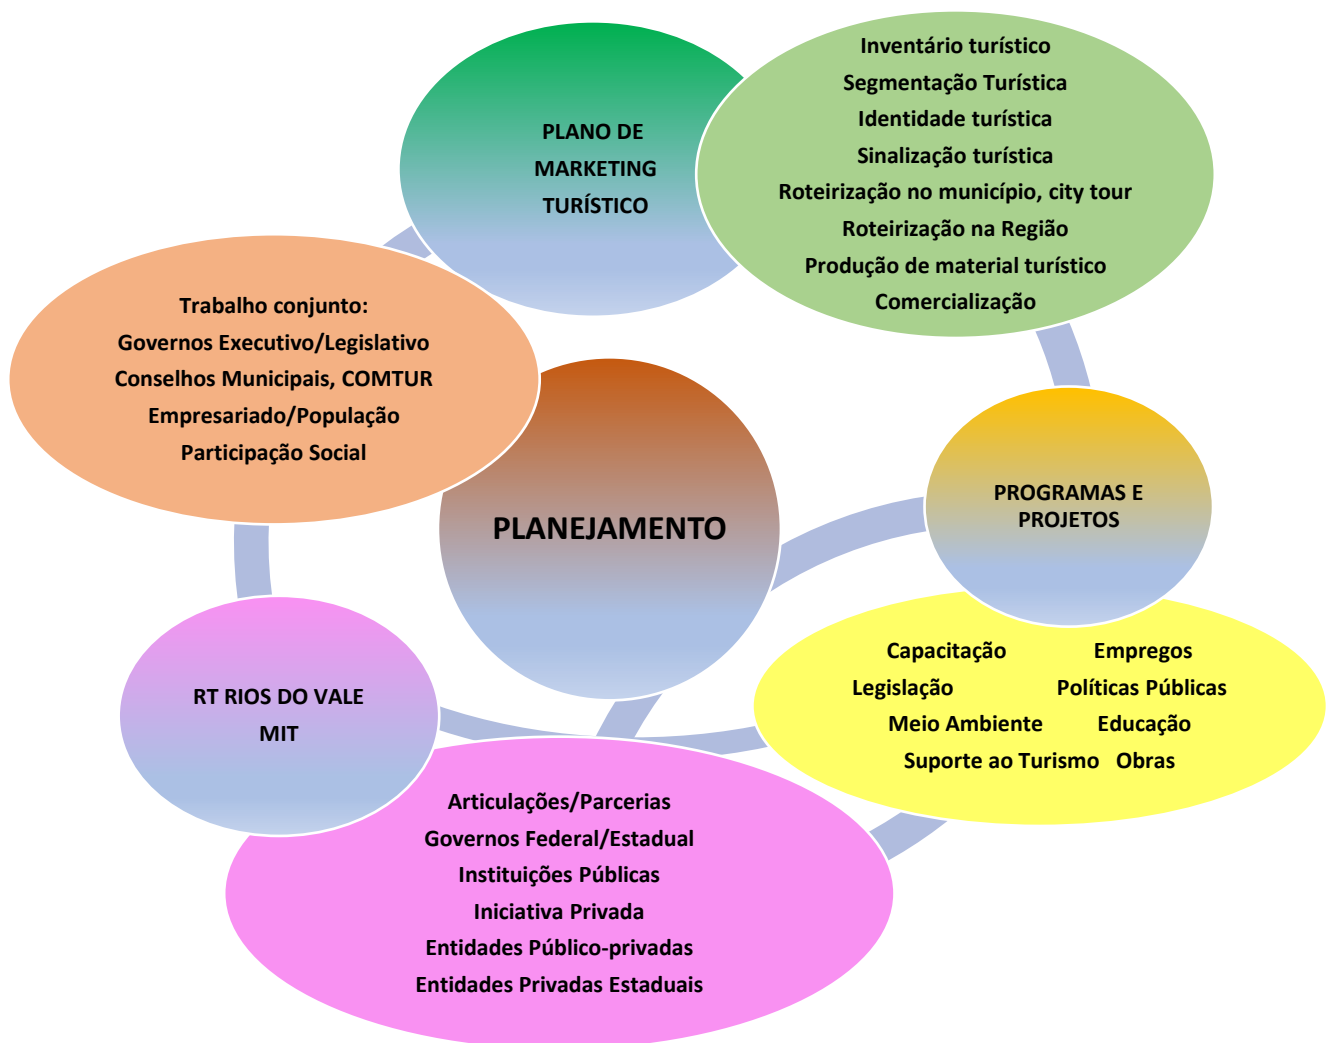 PLANO DE
MARKETING
TURÍSTICO
Inventário turístico
Segmentação Turística
Identidade turística
Sinalização turística
Roteirização no município, city tour
Roteirização na Região
Produção de material turístico
Comercialização
Trabalho conjunto:
Governos Executivo/Legislativo
Conselhos Municipais, COMTUR
Empresariado/População
Participação Social
PLANEJAMENTO
PROGRAMAS E
PROJETOS
Capacitação Empregos
Legislação Políticas Públicas
Meio Ambiente Educação
Suporte ao Turismo Obras
RT RIOS DO VALE
MIT
Articulações/Parcerias
Governos Federal/Estadual
Instituições Públicas
Iniciativa Privada
Entidades Público-privadas
Entidades Privadas Estaduais